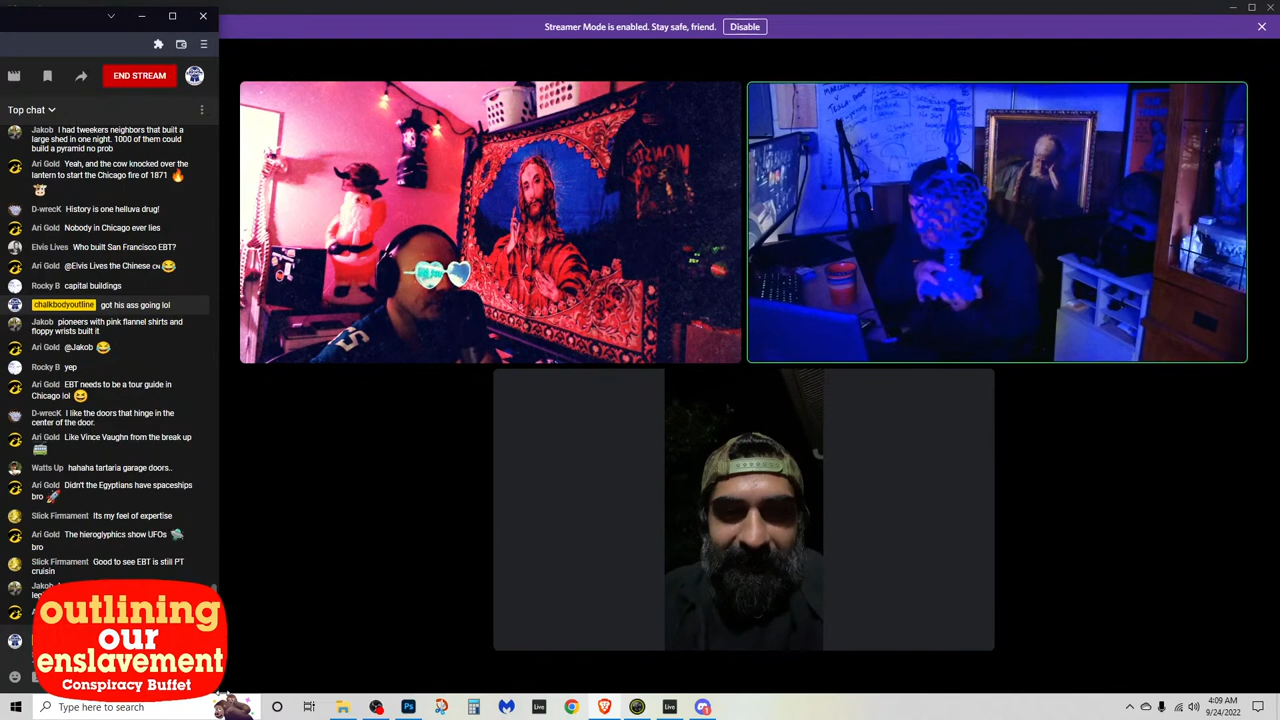 Streamer Mode is enabled. Stay safe, friend. Disable
END STREAM
Top chat
Jakob I had tweekers neighbors that built a
large shed in one night. 1000 of them could
build a pyramid no prob
Ari Gold Yeah, and the cow knocked over the
lantern to start the Chicago fire of 1871 🔥
D-wrecK History is one helluva drug!
Ari Gold Nobody in Chicago ever lies
Elvis Lives Who built San Francisco EBT?
Ari Gold @Elvis Lives the Chinese 🇨🇳 😂
Rocky B capital buildings
chalkbodyoutline got his ass going lol
Jakob pioneers with pink flannel shirts and
floppy wrists built it
Ari Gold @Jakob 😂
Rocky B yep
Ari Gold EBT needs to be a tour guide in
Chicago lol 😆
D-wrecK I like the doors that hinge in the
center of the door.
Ari Gold Like Vince Vaughn from the break up
Watts Up hahaha tartaria garage doors..
Ari Gold Didn't the Egyptians have spaceships
bro 🚀
Slick Firmament Its my feel of expertise
Ari Gold The hieroglyphics show UFOs 🛸
bro
Slick Firmament Good to see EBT is still PT
cruisin
Jakob
outlining
our
enslavement
Conspiracy Buffet
Type here to search
Live
Live
4:09 AM
9/24/2022